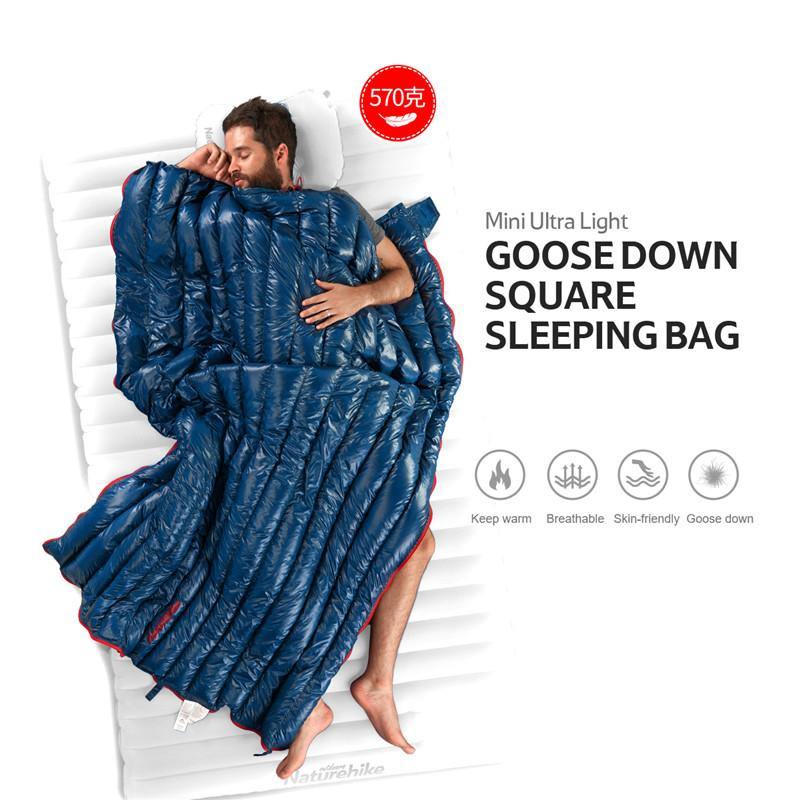 570克
Mini Ultra Light
GOOSE DOWN
SQUARE
SLEEPING BAG
Keep warm
Breathable
Skin-friendly
Goose down
outdoor
Naturehike